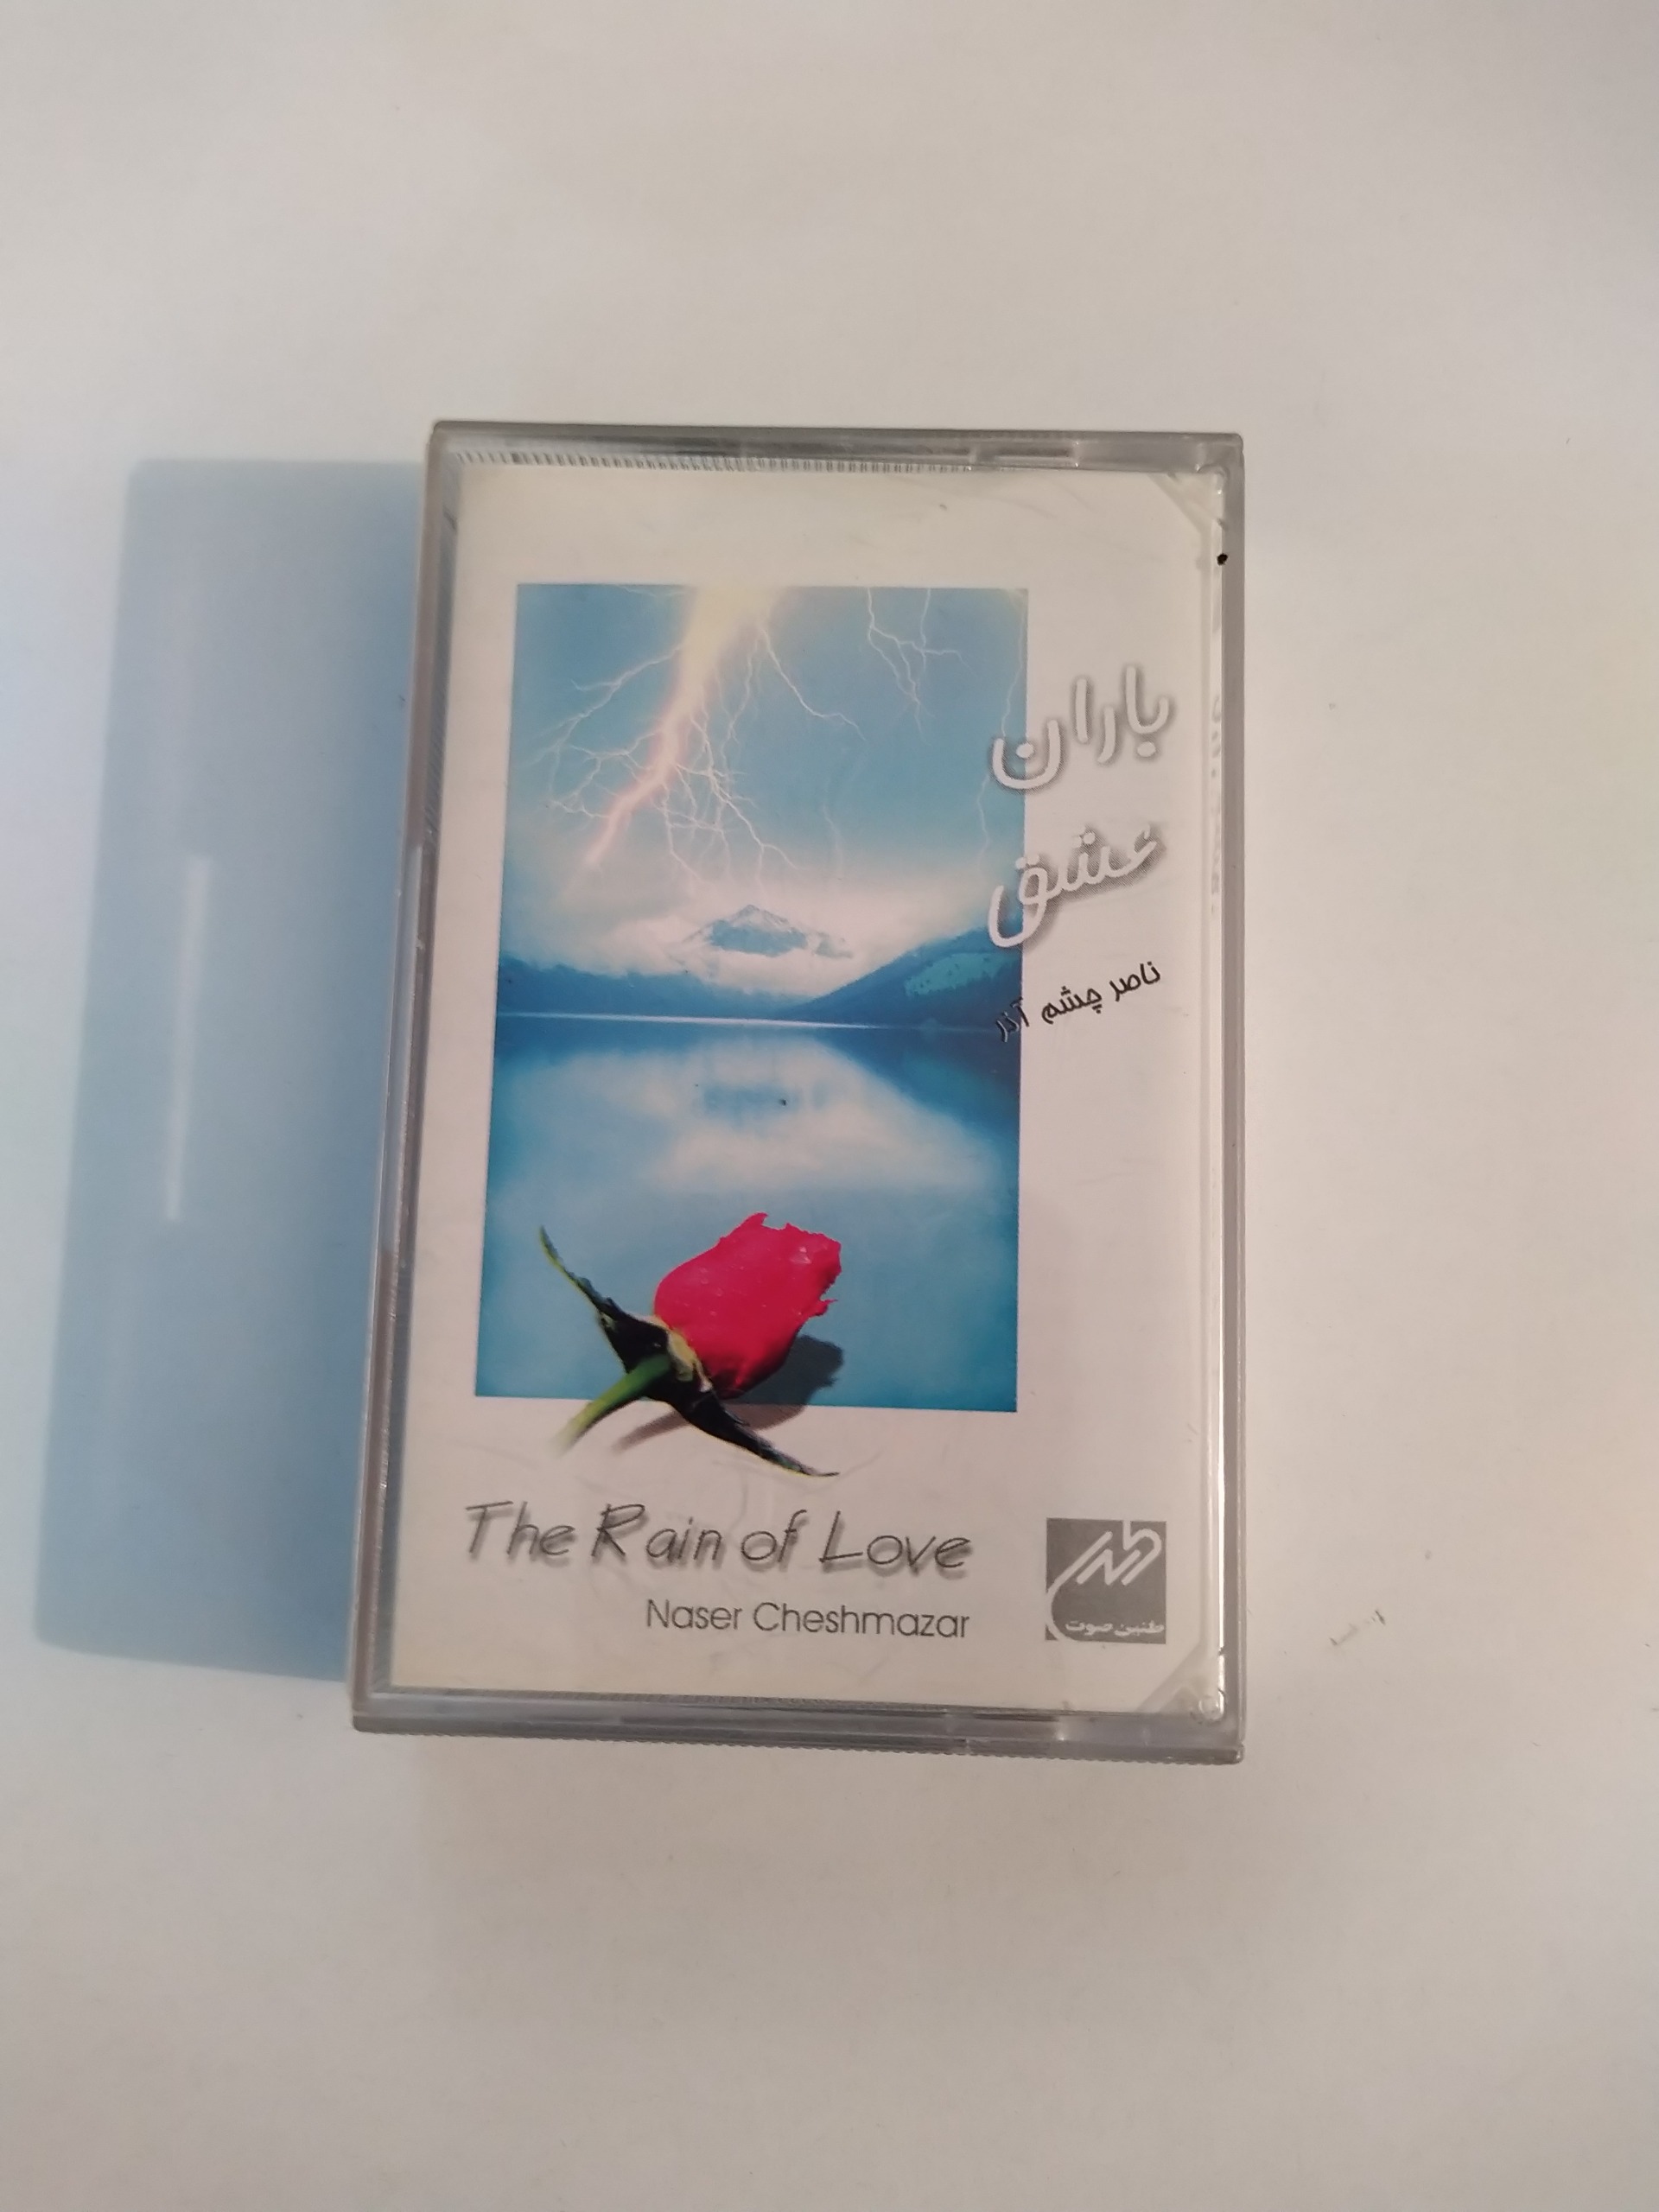 باران
عشق
ناصر چشم آذر
The Rain of Love
Naser Cheshmazar
طنین صوت